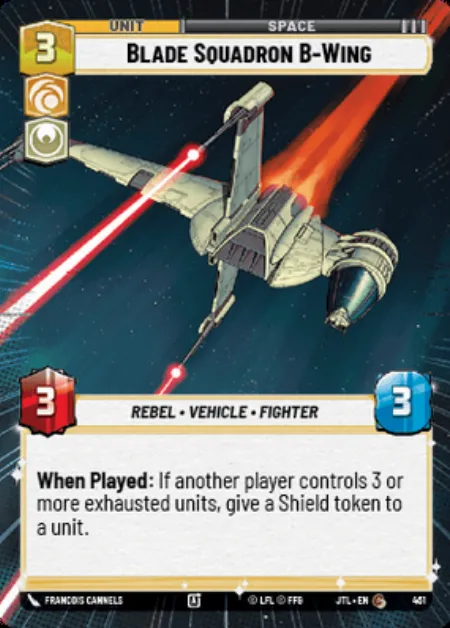 UNIT
SPACE
3
BLADE SQUADRON B-WING
3
REBEL • VEHICLE • FIGHTER
3
When Played: If another player controls 3 or
more exhausted units, give a Shield token to
a unit.
FRANCOIS CANNELS
© LFL © FFG
JTL • EN